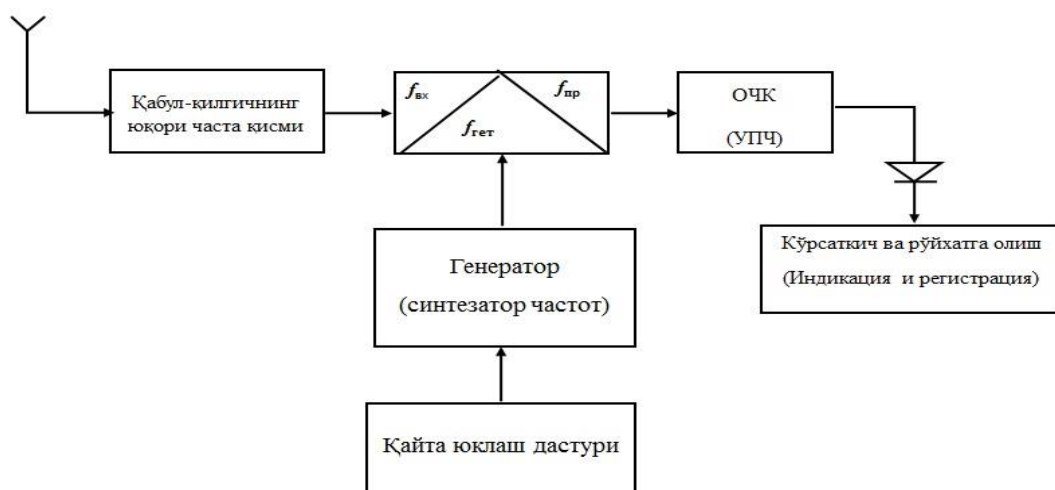 Қабул-қилгичнинг
юқори часта қисми
fвх
fгет
fпр
ОЧК
(УПЧ)
Генератор
(синтезатор частот)
Кўрсаткич ва рўйхатга олиш
(Индикация и регистрация)
Қайта юклаш дастури